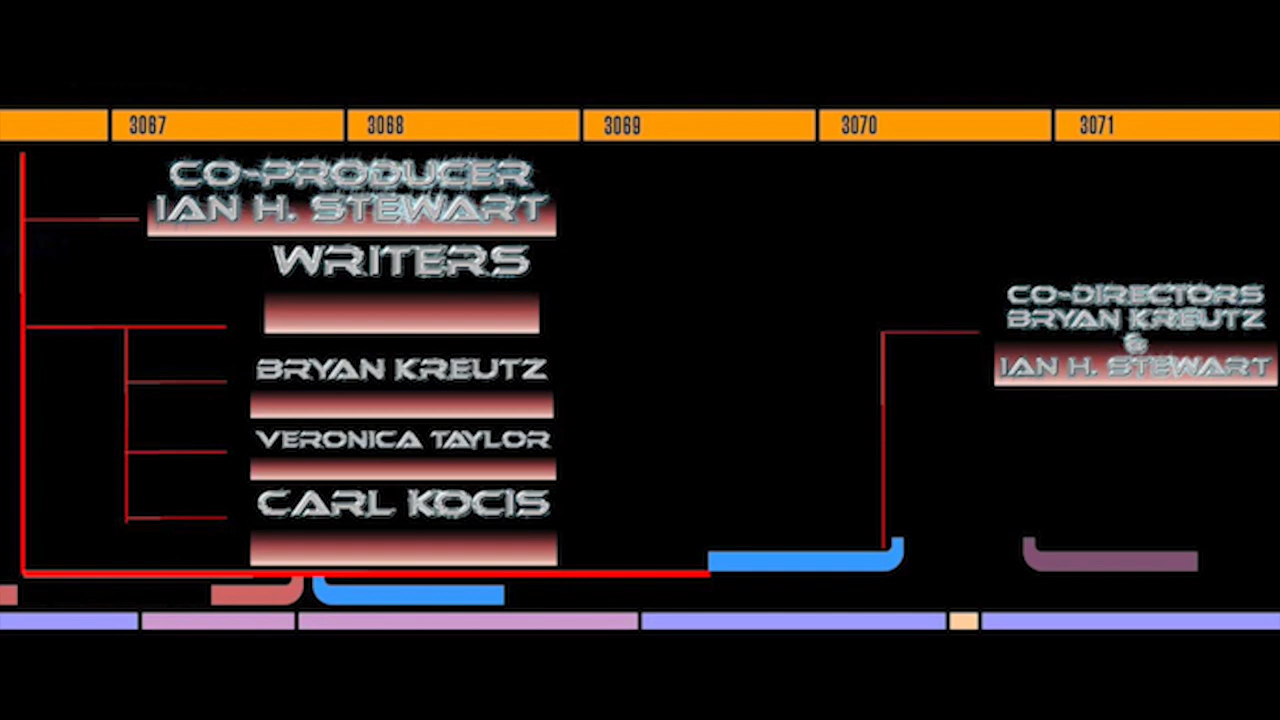 3067 3068 3069 3070 3071
CO-PRODUCER
IAN H. STEWART
WRITERS
BRYAN KREUTZ
VERONICA TAYLOR
CARL KOCIS
CO-DIRECTORS
BRYAN KREUTZ
&
IAN H. STEWART